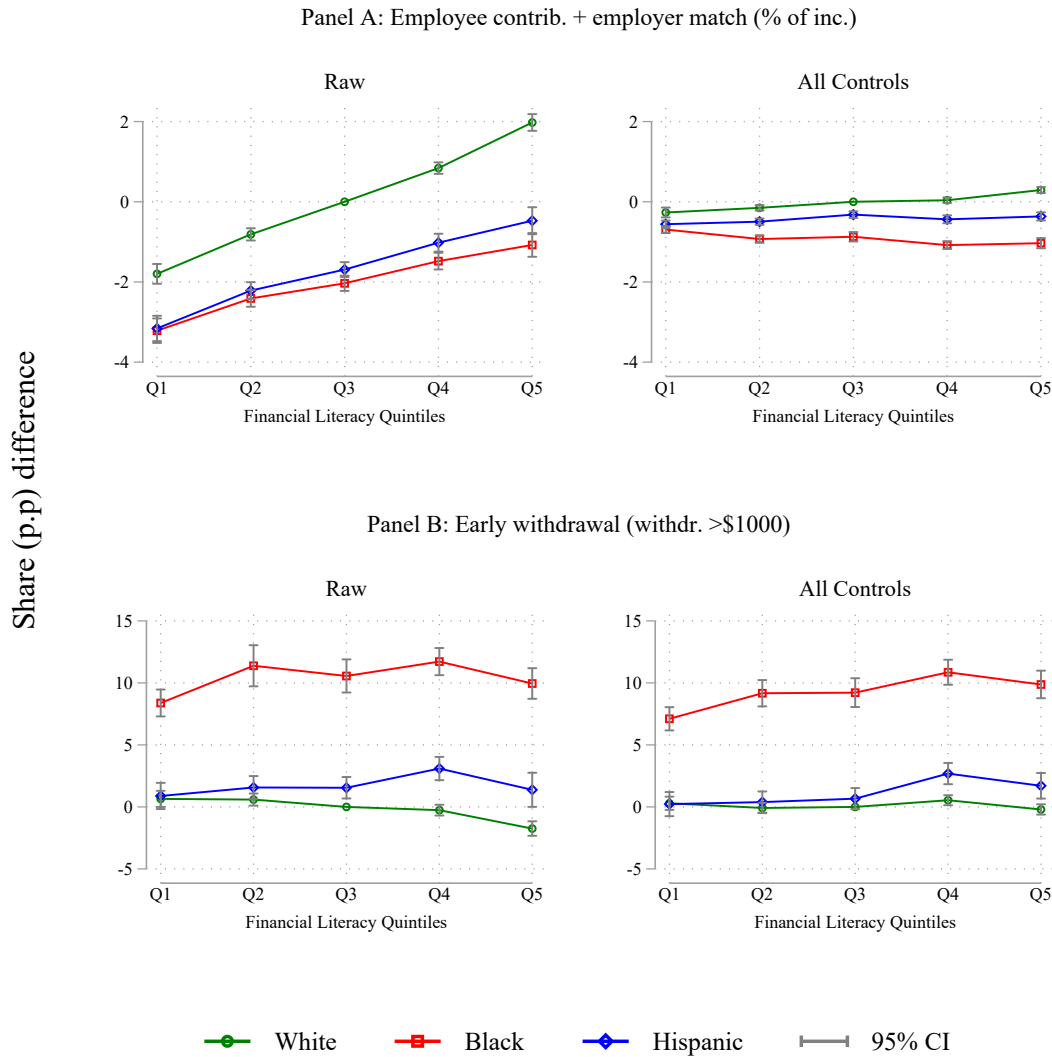 Panel A: Employee contrib. + employer match (% of inc.)
Raw
2
0
-2
-4
Q1 Q2 Q3 Q4 Q5
Financial Literacy Quintiles
All Controls
2
0
-2
-4
Q1 Q2 Q3 Q4 Q5
Financial Literacy Quintiles
Share (p.p) difference
Panel B: Early withdrawal (withdr. >$1000)
Raw
15
10
5
0
-5
Q1 Q2 Q3 Q4 Q5
Financial Literacy Quintiles
All Controls
15
10
5
0
-5
Q1 Q2 Q3 Q4 Q5
Financial Literacy Quintiles
White Black Hispanic 95% CI